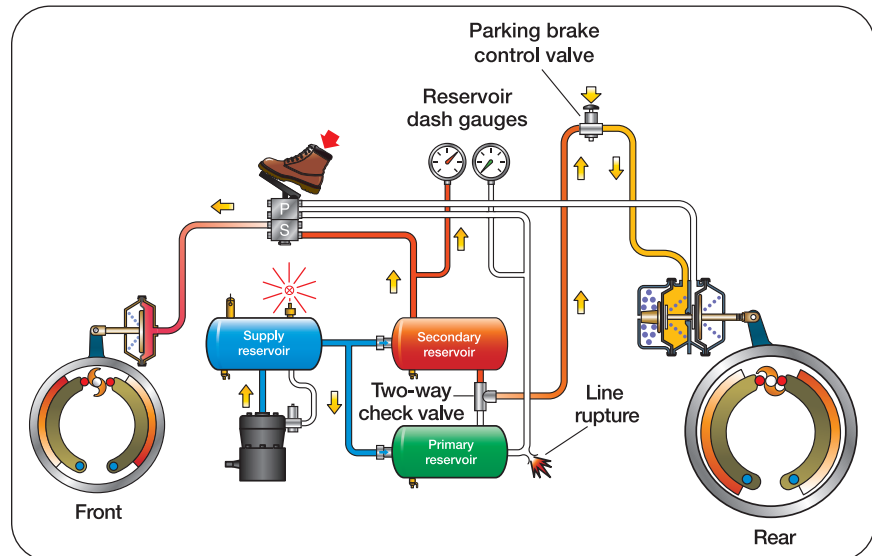 Parking brake
control valve
Reservoir
dash gauges
P
S
Supply
reservoir
Secondary
reservoir
Two-way
check valve
Line
rupture
Primary
reservoir
Front
Rear